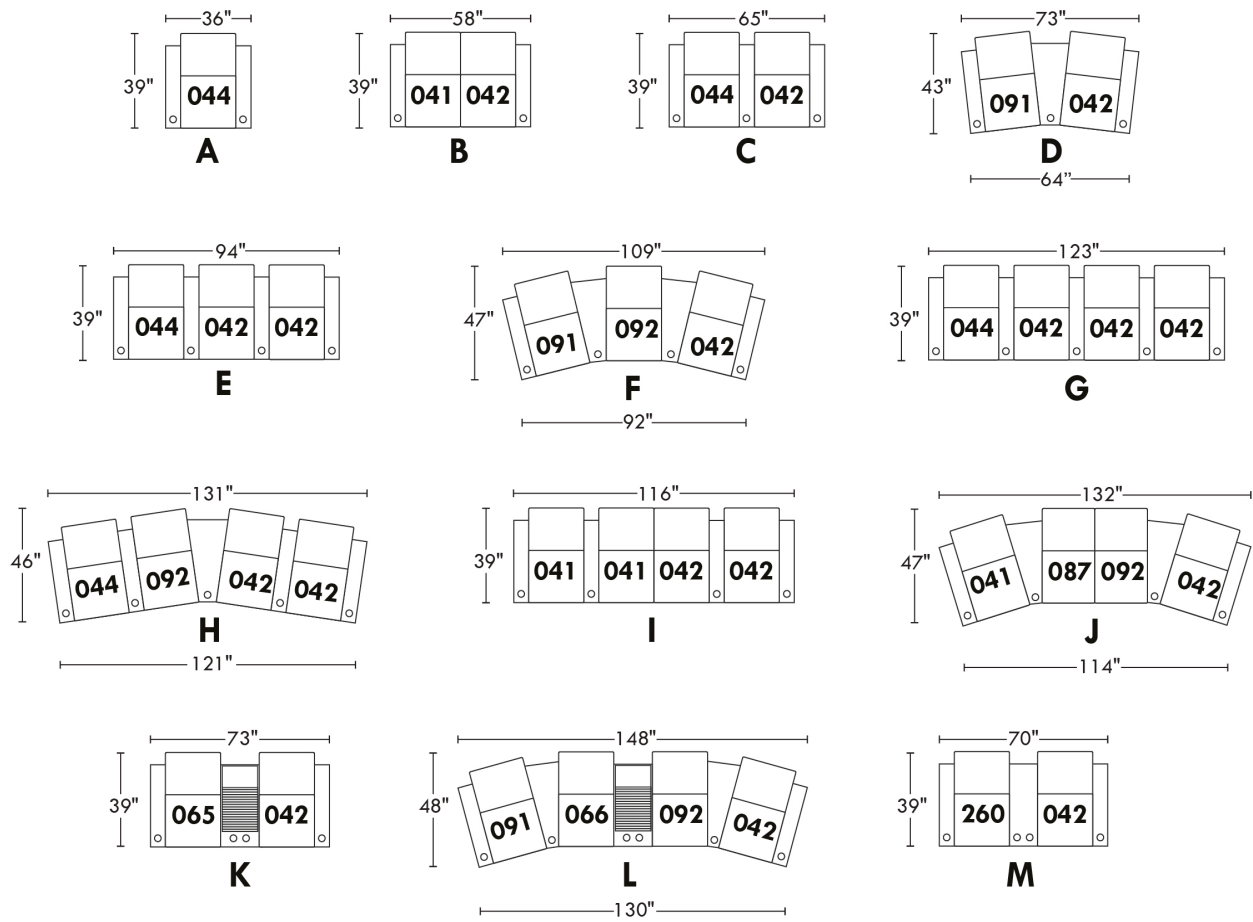 36" 58" 65" 73"
39" 044 39" 041 042 39" 044 042 43" 091 042
A B C D
64”
94" 109" 123"
39" 044 042 042 47" 091 092 042 39" 044 042 042 042
E F G
92"
131" 116" 132"
46" 044 092 042 042 39" 041 041 042 042 47" 041 087 092 042
H I J
121" 114"
73" 148" 70"
39" 065 042 48" 091 066 092 042 39" 260 042
K L M
130"